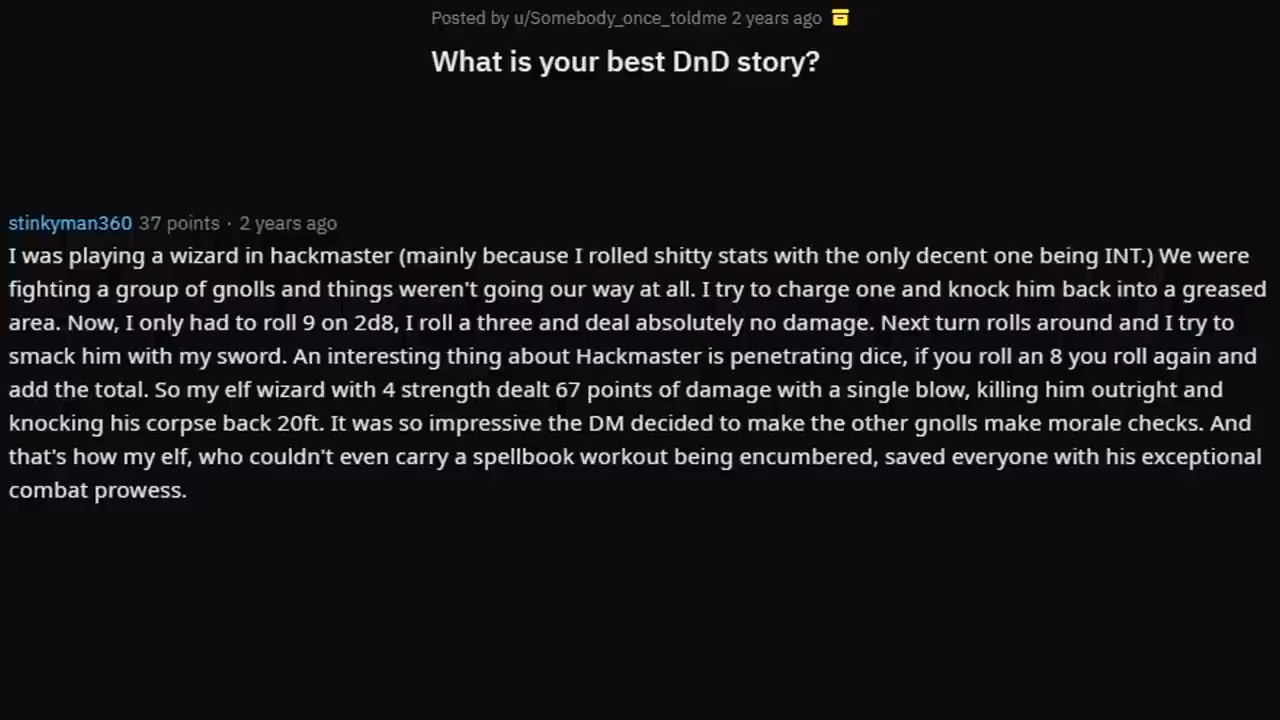 Posted by u/Somebody_once_toldme 2 years ago
What is your best DnD story?
stinkyman360 37 points · 2 years ago
I was playing a wizard in hackmaster (mainly because I rolled shitty stats with the only decent one being INT.) We were
fighting a group of gnolls and things weren't going our way at all. I try to charge one and knock him back into a greased
area. Now, I only had to roll 9 on 2d8, I roll a three and deal absolutely no damage. Next turn rolls around and I try to
smack him with my sword. An interesting thing about Hackmaster is penetrating dice, if you roll an 8 you roll again and
add the total. So my elf wizard with 4 strength dealt 67 points of damage with a single blow, killing him outright and
knocking his corpse back 20ft. It was so impressive the DM decided to make the other gnolls make morale checks. And
that's how my elf, who couldn't even carry a spellbook workout being encumbered, saved everyone with his exceptional
combat prowess.